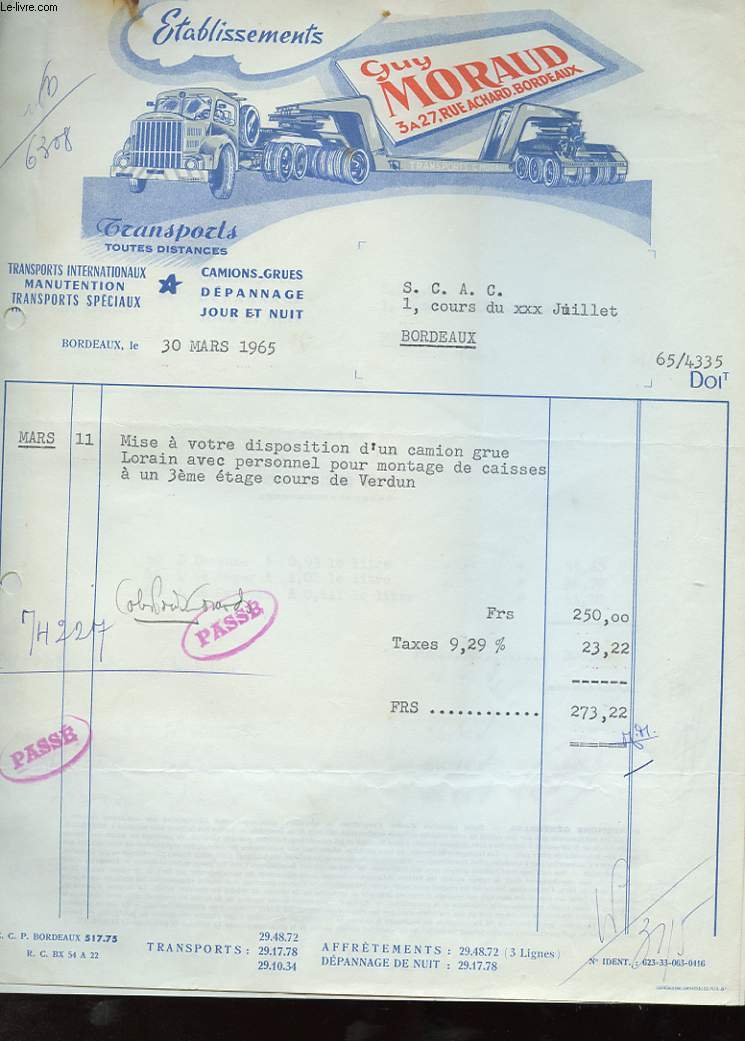 www.Le-livre.com
Etablissements
Guy
MORAUD
3 A 27, RUE ACHARD. BORDEAUX
6308
Transports
TOUTES DISTANCES
TRANSPORTS INTERNATIONAUX
MANUTENTION
TRANSPORTS SPÉCIAUX
CAMIONS-GRUES
DÉPANNAGE
JOUR ET NUIT
S. C. A. C.
1, cours du xxx Juillet
BORDEAUX
BORDEAUX, le 30 MARS 1965
65/4335
DOIT
MARS 11 Mise à votre disposition d'un camion grue
Lorain avec personnel pour montage de caisses
à un 3ème étage cours de Verdun
74227
PASSÉ
Frs 250,00
Taxes 9,29 % 23,22
------
FRS ............ 273,22
======
PASSÉ
C. P. BORDEAUX 517.75
R. C. BX 54 A 22
TRANSPORTS : 29.48.72
29.17.78
29.10.34
AFFRÈTEMENTS : 29.48.72 (3 Lignes)
DÉPANNAGE DE NUIT : 29.17.78
N° IDENT. : 623-33-063-0416